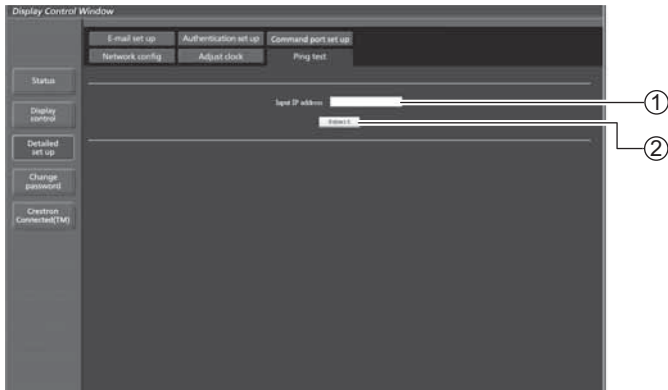 Display Control Window
E-mail set up
Authentication set up
Command port set up
Network config
Adjust clock
Ping test
Status
Input IP address
①
Display
control
Submit
②
Detailed
set up
Change
password
Crestron
Connected(TM)